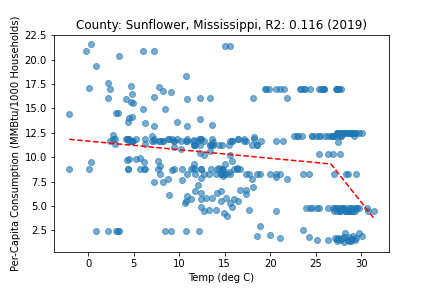 County: Sunflower, Mississippi, R2: 0.116 (2019)
Per-Capita Consumption (MMBtu/1000 Households)
22.5
20.0
17.5
15.0
12.5
10.0
7.5
5.0
2.5
0 5 10 15 20 25 30
Temp (deg C)